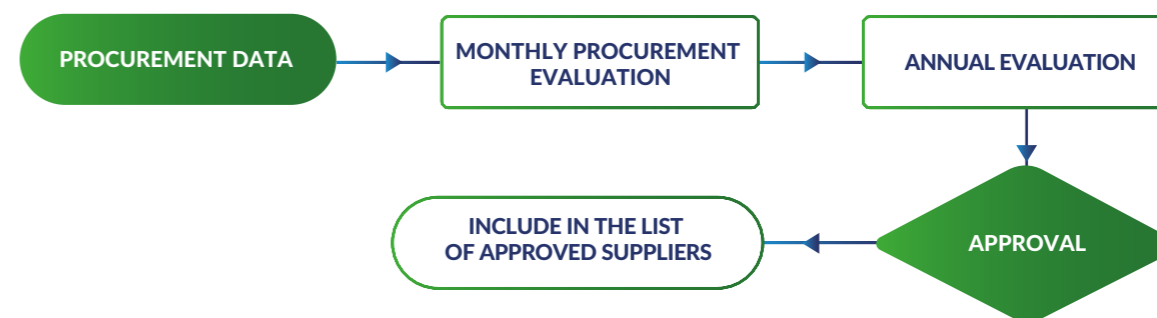 PROCUREMENT DATA
MONTHLY PROCUREMENT
EVALUATION
ANNUAL EVALUATION
INCLUDE IN THE LIST
OF APPROVED SUPPLIERS
APPROVAL